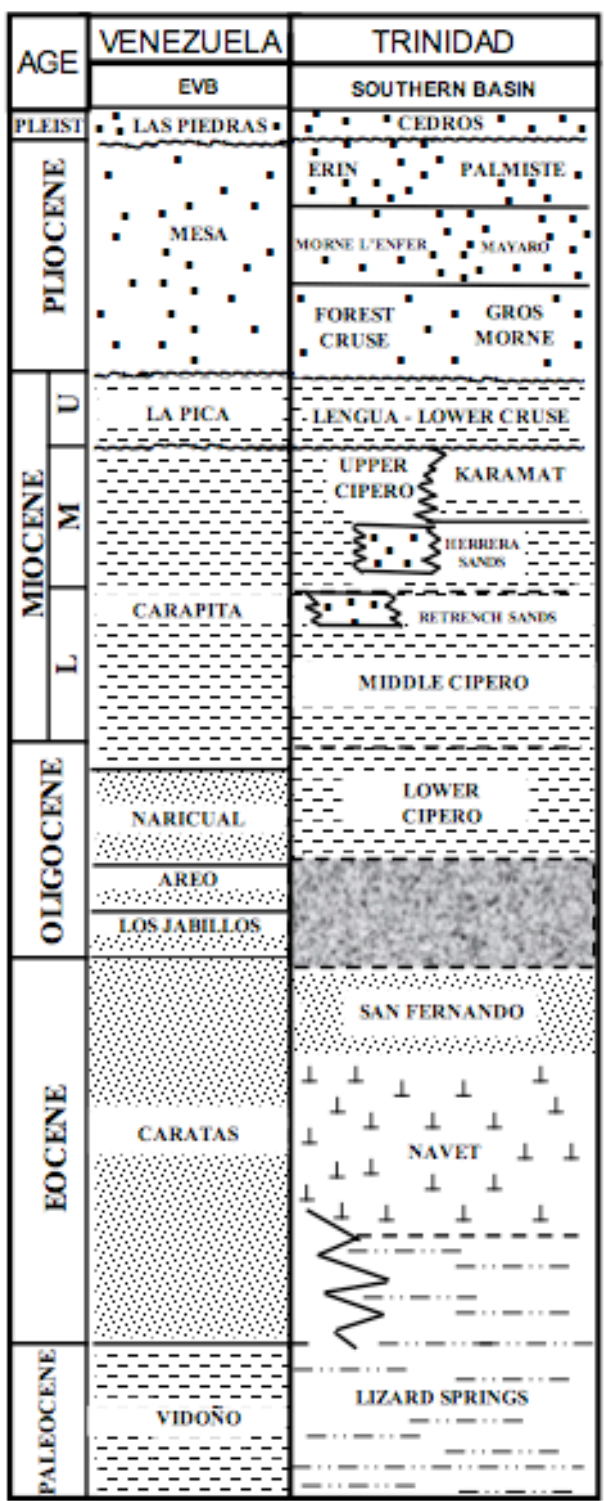 AGE
VENEZUELA
TRINIDAD
EVB
SOUTHERN BASIN
PLEIST
LAS PIEDRAS
CEDROS
PLIOCENE
MESA
ERIN
PALMISTE
MORNE L'ENFER
MAYARO
FOREST
CRUSE
GROS
MORNE
MIOCENE
U
LA PICA
LENGUA - LOWER CRUSE
M
UPPER
CIPERO
KARAMAT
HERRERA
SANDS
L
CARAPITA
RETRENCH SANDS
MIDDLE CIPERO
OLIGOCENE
NARICUAL
AREO
LOS JABILLOS
LOWER
CIPERO
EOCENE
CARATAS
SAN FERNANDO
NAVET
PALEOCENE
VIDOÑO
LIZARD SPRINGS